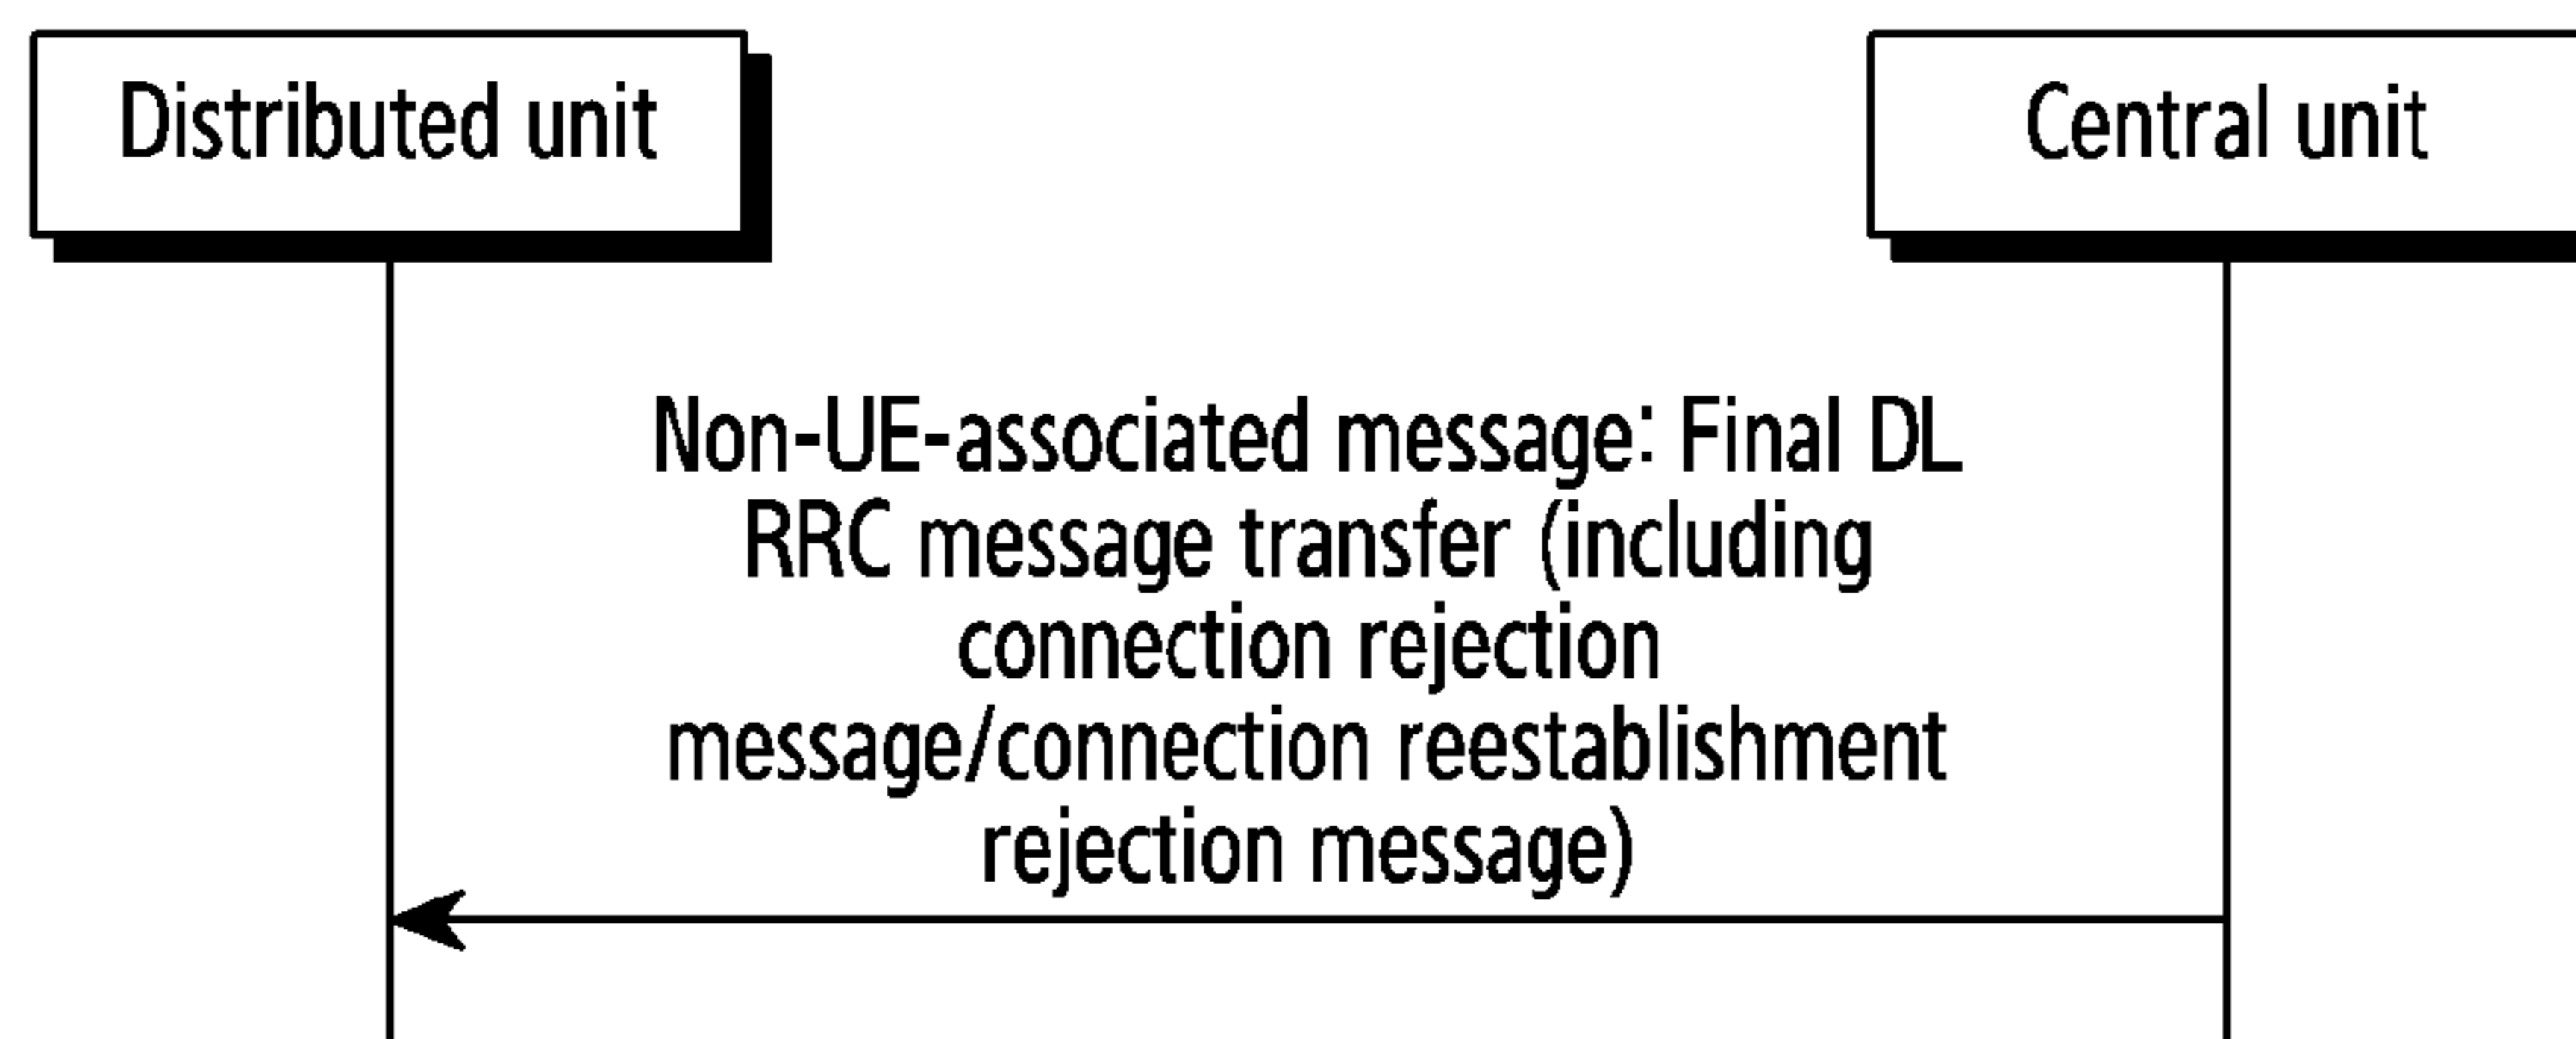 Distributed unit
Central unit
Non-UE-associated message: Final DL
RRC message transfer (including
connection rejection
message/connection reestablishment
rejection message)